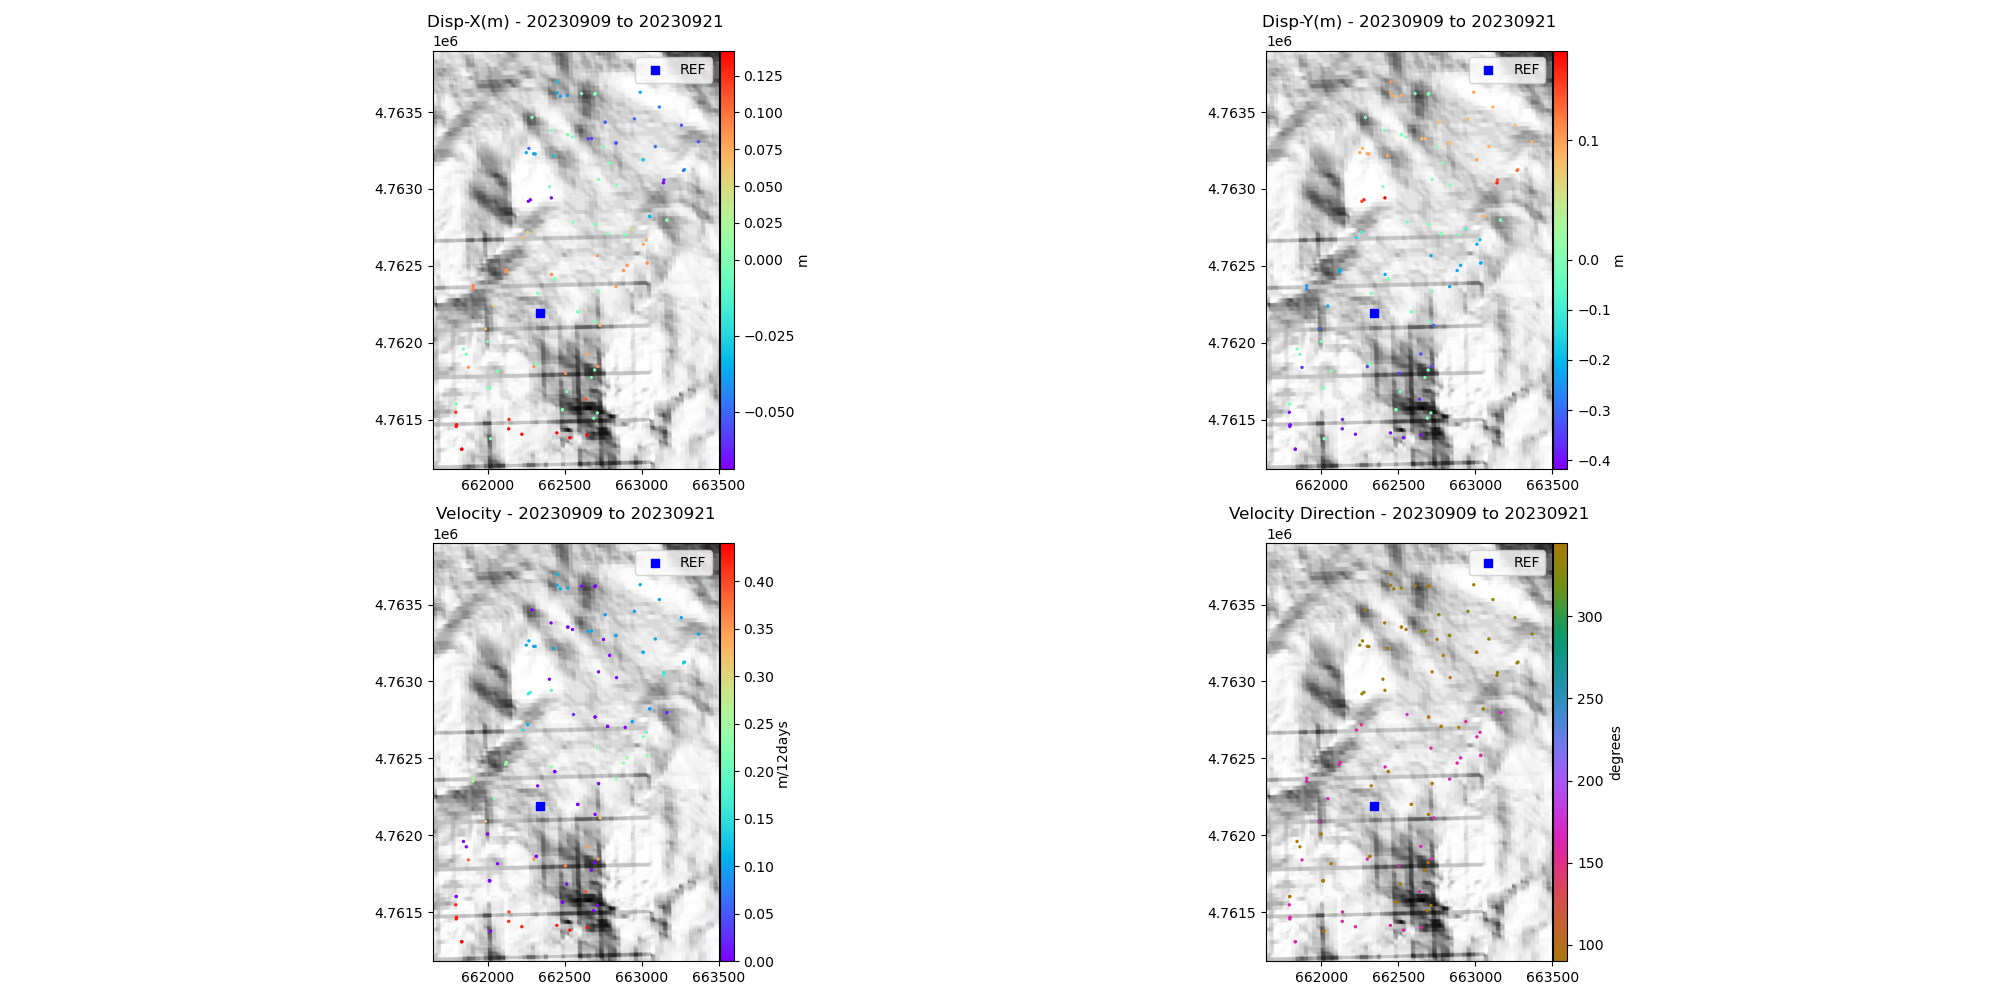 Disp-X(m) - 20230909 to 20230921
1e6
REF
4.7635
4.7630
4.7625
4.7620
4.7615
662000 662500 663000 663500
0.125
0.100
0.075
0.050
0.025
0.000
−0.025
−0.050
m
Disp-Y(m) - 20230909 to 20230921
1e6
REF
4.7635
4.7630
4.7625
4.7620
4.7615
662000 662500 663000 663500
0.1
0.0
−0.1
−0.2
−0.3
−0.4
m
Velocity - 20230909 to 20230921
1e6
REF
4.7635
4.7630
4.7625
4.7620
4.7615
662000 662500 663000 663500
0.40
0.35
0.30
0.25
0.20
0.15
0.10
0.05
0.00
m/12days
Velocity Direction - 20230909 to 20230921
1e6
REF
4.7635
4.7630
4.7625
4.7620
4.7615
662000 662500 663000 663500
300
250
200
150
100
degrees